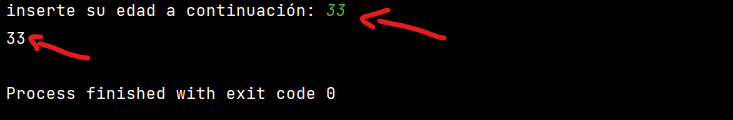 inserte su edad a continuación: 33
33
Process finished with exit code 0